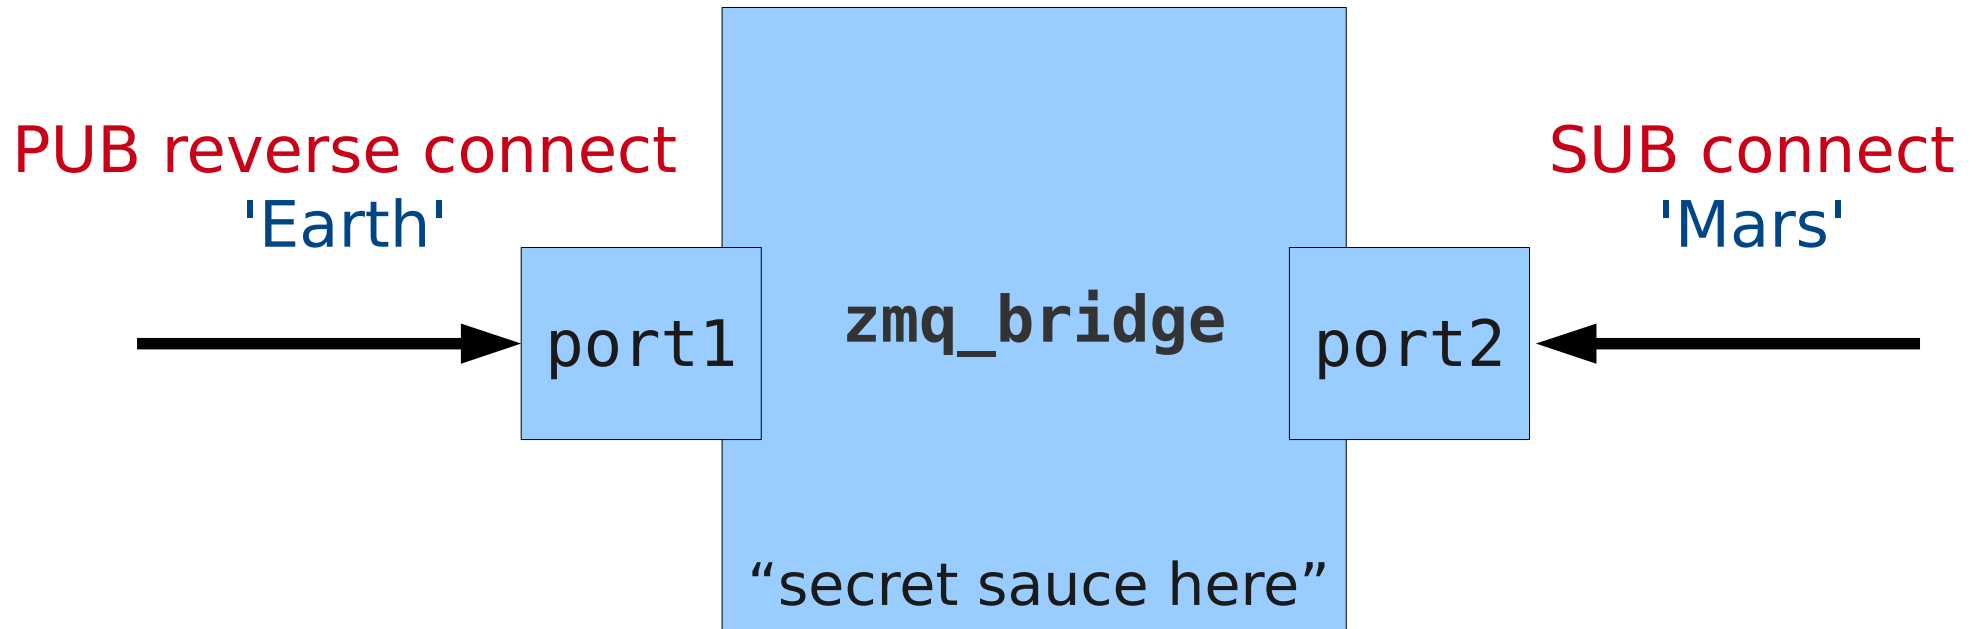 PUB reverse connect
'Earth'
port1
zmq_bridge
“secret sauce here”
SUB connect
'Mars'
port2